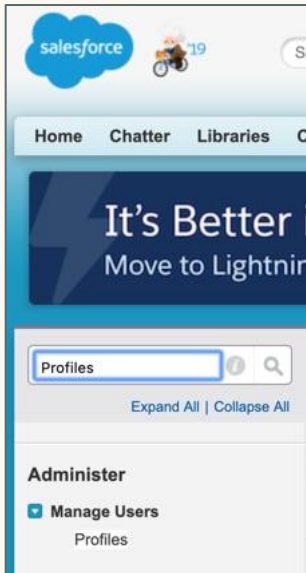 salesforce
'19
S
Home Chatter Libraries C
It's Better
Move to Lightnin
Profiles
Expand All | Collapse All
Administer
Manage Users
Profiles